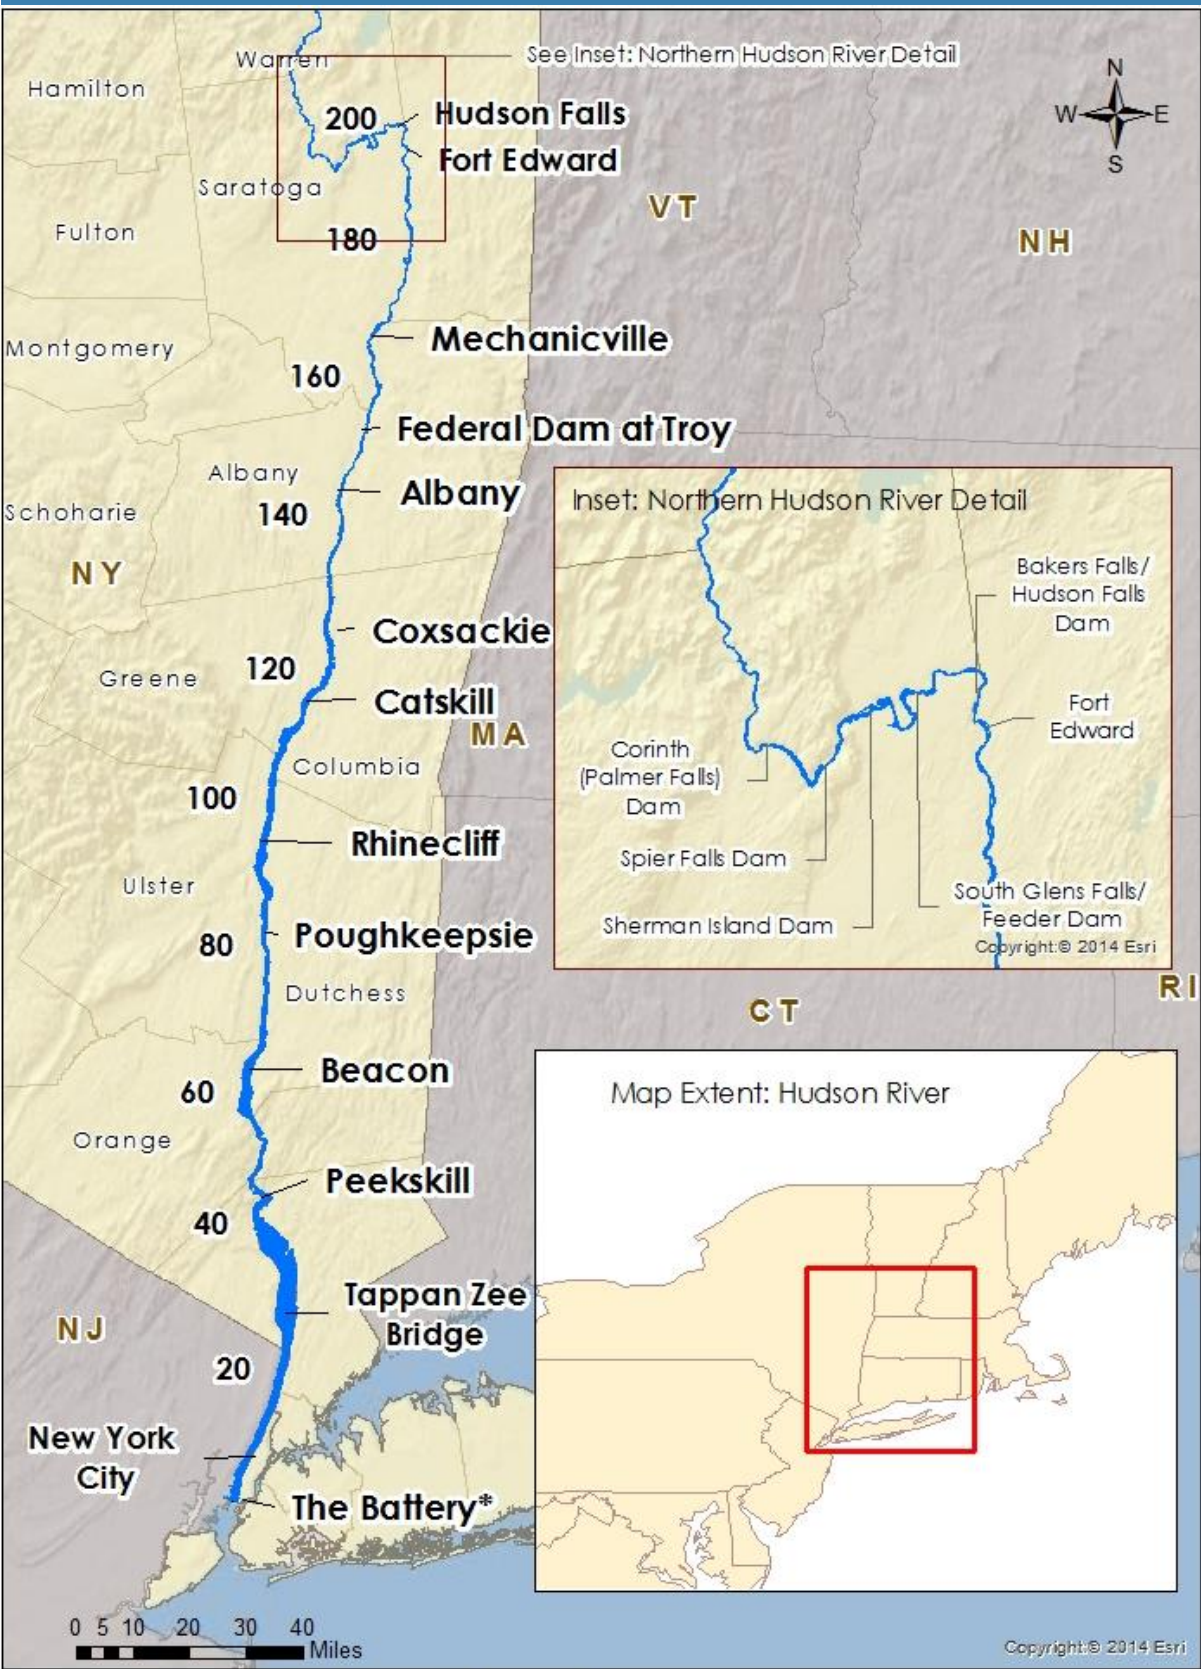 Warren
See Inset: Northern Hudson River Detail
Hamilton
N
W
E
S
200
Hudson Falls
Fort Edward
Saratoga
VT
Fulton
180
NH
Mechanicville
Montgomery
160
Federal Dam at Troy
Albany
Albany
140
Schoharie
NY
Coxsackie
120
Greene
Catskill
MA
Columbia
100
Rhinecliff
Ulster
80
Poughkeepsie
Dutchess
RI
CT
Beacon
60
Orange
Peekskill
40
Tappan Zee
Bridge
NJ
20
New York
City
The Battery*
0 5 10 20 30 40
Miles
Inset: Northern Hudson River Detail
Bakers Falls/
Hudson Falls
Dam
Fort
Edward
Corinth
(Palmer Falls)
Dam
Spier Falls Dam
Sherman Island Dam
South Glens Falls/
Feeder Dam
Copyright:© 2014 Esri
Map Extent: Hudson River
Copyright:© 2014 Esri